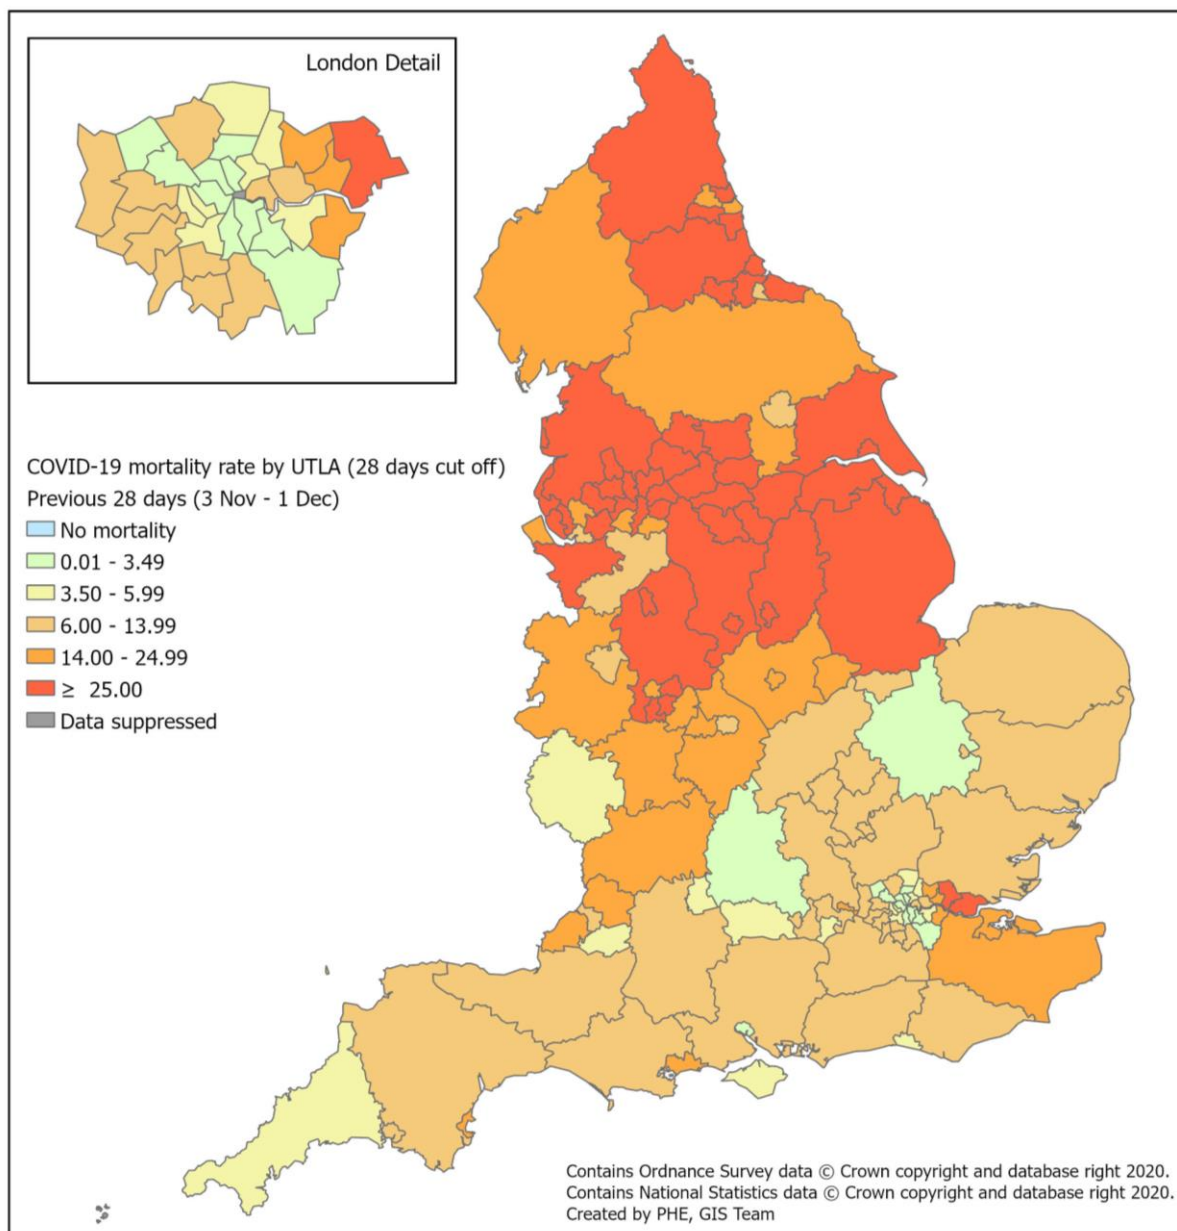 London Detail
COVID-19 mortality rate by UTLA (28 days cut off)
Previous 28 days (3 Nov - 1 Dec)
No mortality
0.01 - 3.49
3.50 - 5.99
6.00 - 13.99
14.00 - 24.99
≥ 25.00
Data suppressed
Contains Ordnance Survey data © Crown copyright and database right 2020.
Contains National Statistics data © Crown copyright and database right 2020.
Created by PHE, GIS Team